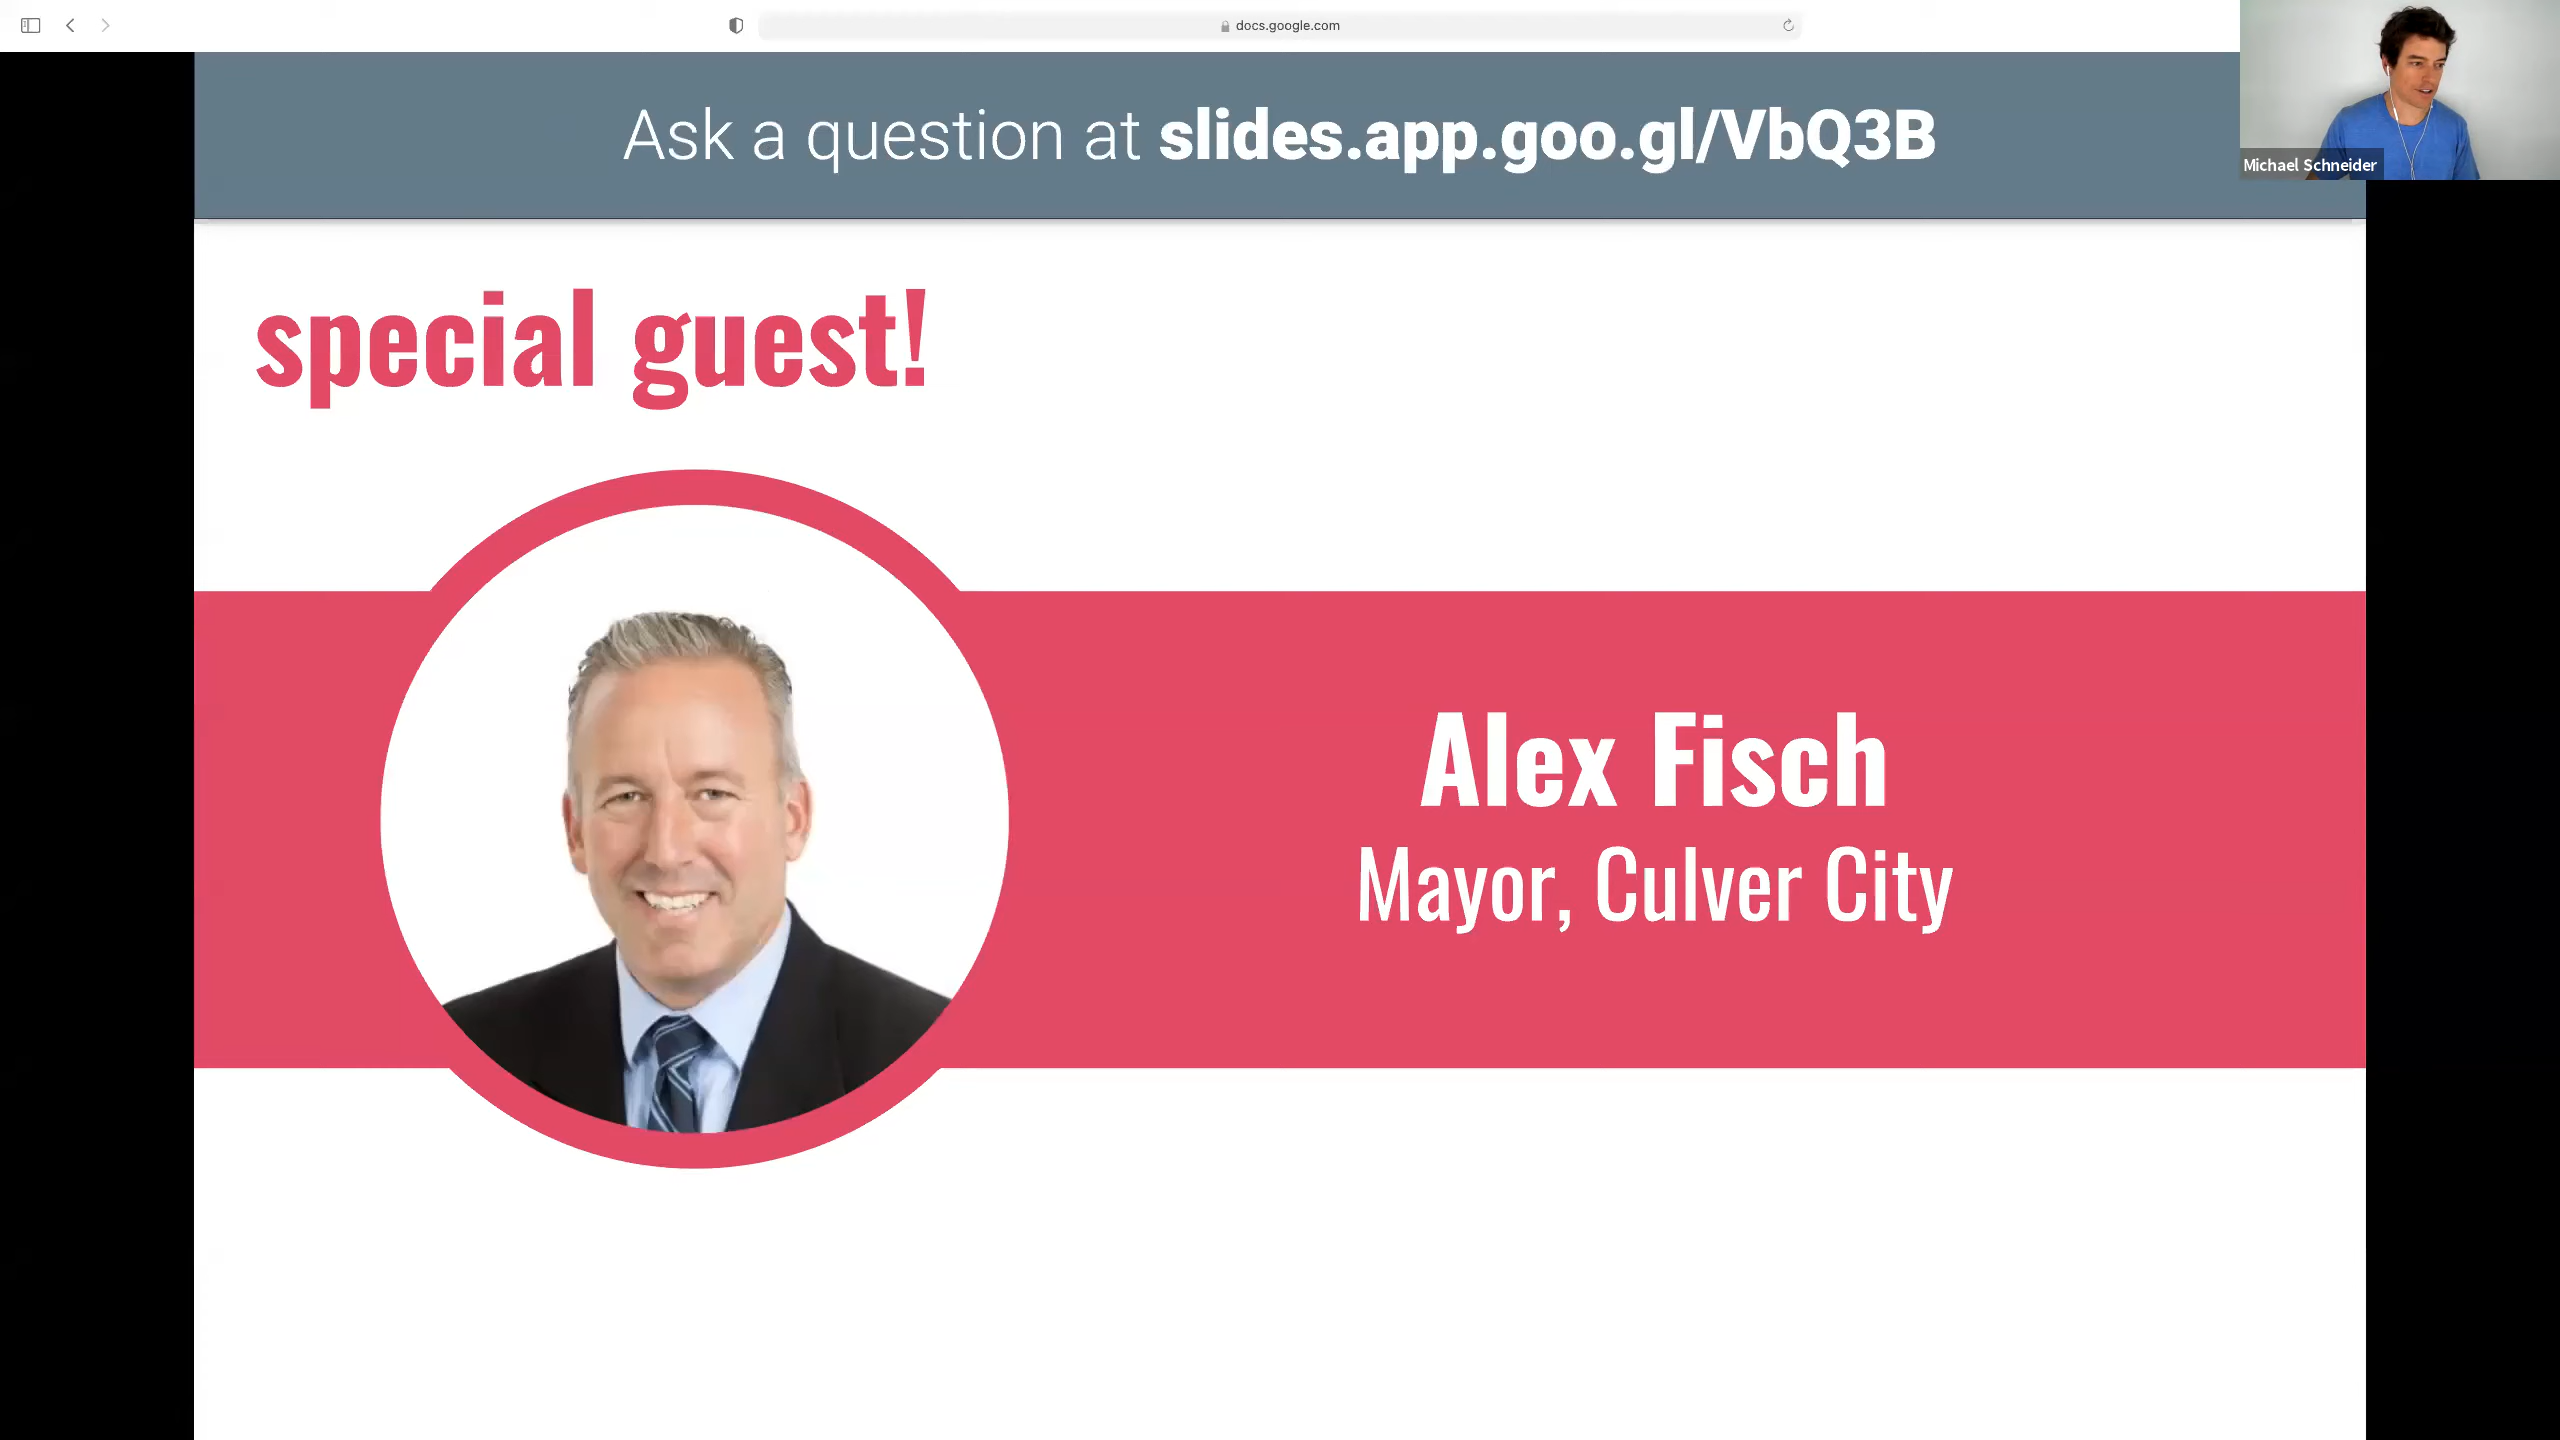 docs.google.com
Ask a question at slides.app.goo.gl/VbQ3B
Michael Schneider
special guest!
Alex Fisch
Mayor, Culver City